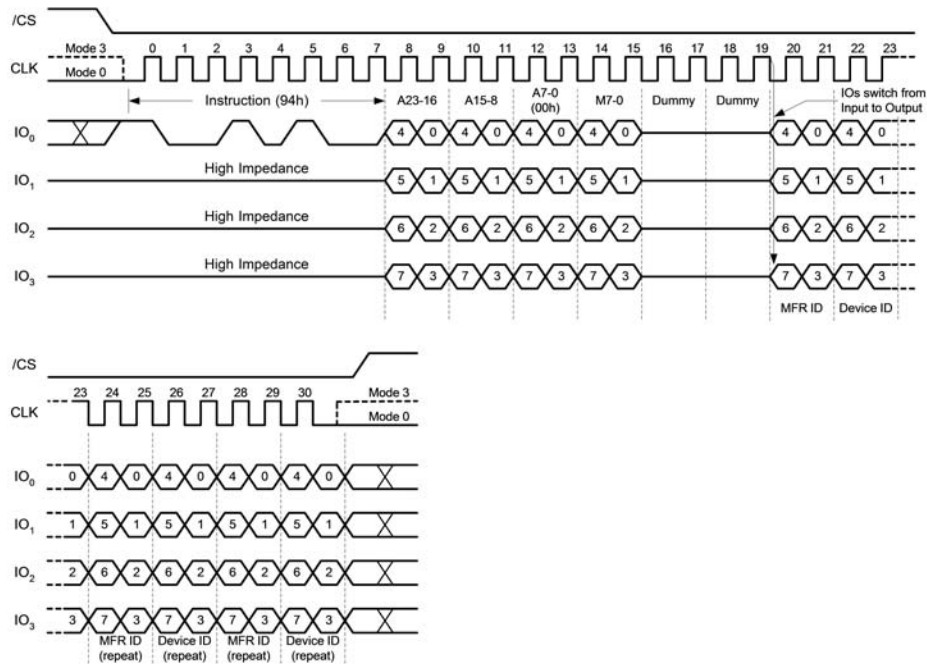 /CS
Mode 3 0 1 2 3 4 5 6 7 8 9 10 11 12 13 14 15 16 17 18 19 20 21 22 23
CLK
Mode 0
Instruction (94h) A23-16 A15-8 A7-0 (00h) M7-0 Dummy Dummy IOs switch from Input to Output
IO0 4 0 4 0 4 0 4 0 4 0 4 0
High Impedance
IO1 5 1 5 1 5 1 5 1 5 1 5 1
High Impedance
IO2 6 2 6 2 6 2 6 2 6 2 6 2
High Impedance
IO3 7 3 7 3 7 3 7 3 7 3 7 3
MFR ID Device ID
/CS
23 24 25 26 27 28 29 30 Mode 3
CLK
Mode 0
IO0 0 4 0 4 0 4 0 4 0
IO1 1 5 1 5 1 5 1 5 1
IO2 2 6 2 6 2 6 2 6 2
IO3 3 7 3 7 3 7 3 7 3
MFR ID Device ID MFR ID Device ID
(repeat) (repeat) (repeat) (repeat)